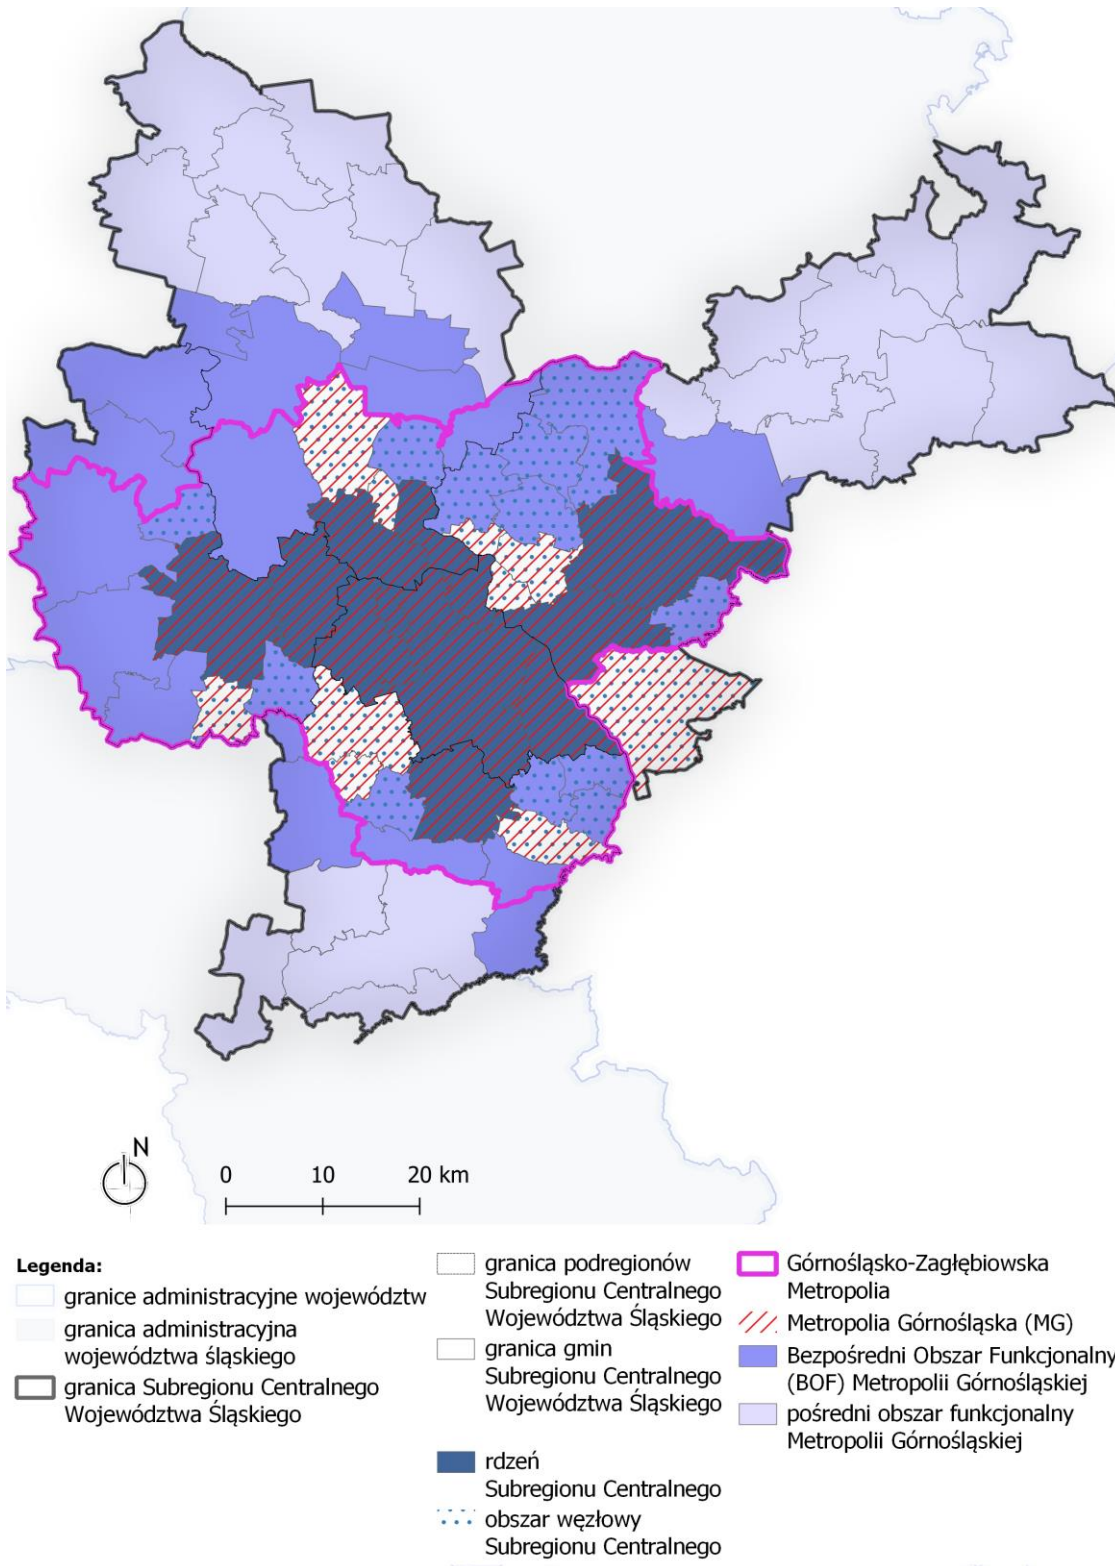 N
0 10 20 km
Legenda:
granice administracyjne województw
granica administracyjna
województwa śląskiego
granica Subregionu Centralnego
Województwa Śląskiego
granica podregionów
Subregionu Centralnego
Województwa Śląskiego
granica gmin
Subregionu Centralnego
Województwa Śląskiego
rdzeń
Subregionu Centralnego
obszar węzłowy
Subregionu Centralnego
Górnośląsko-Zagłębiowska
Metropolia
Metropolia Górnośląska (MG)
Bezpośredni Obszar Funkcjonalny
(BOF) Metropolii Górnośląskiej
pośredni obszar funkcjonalny
Metropolii Górnośląskiej